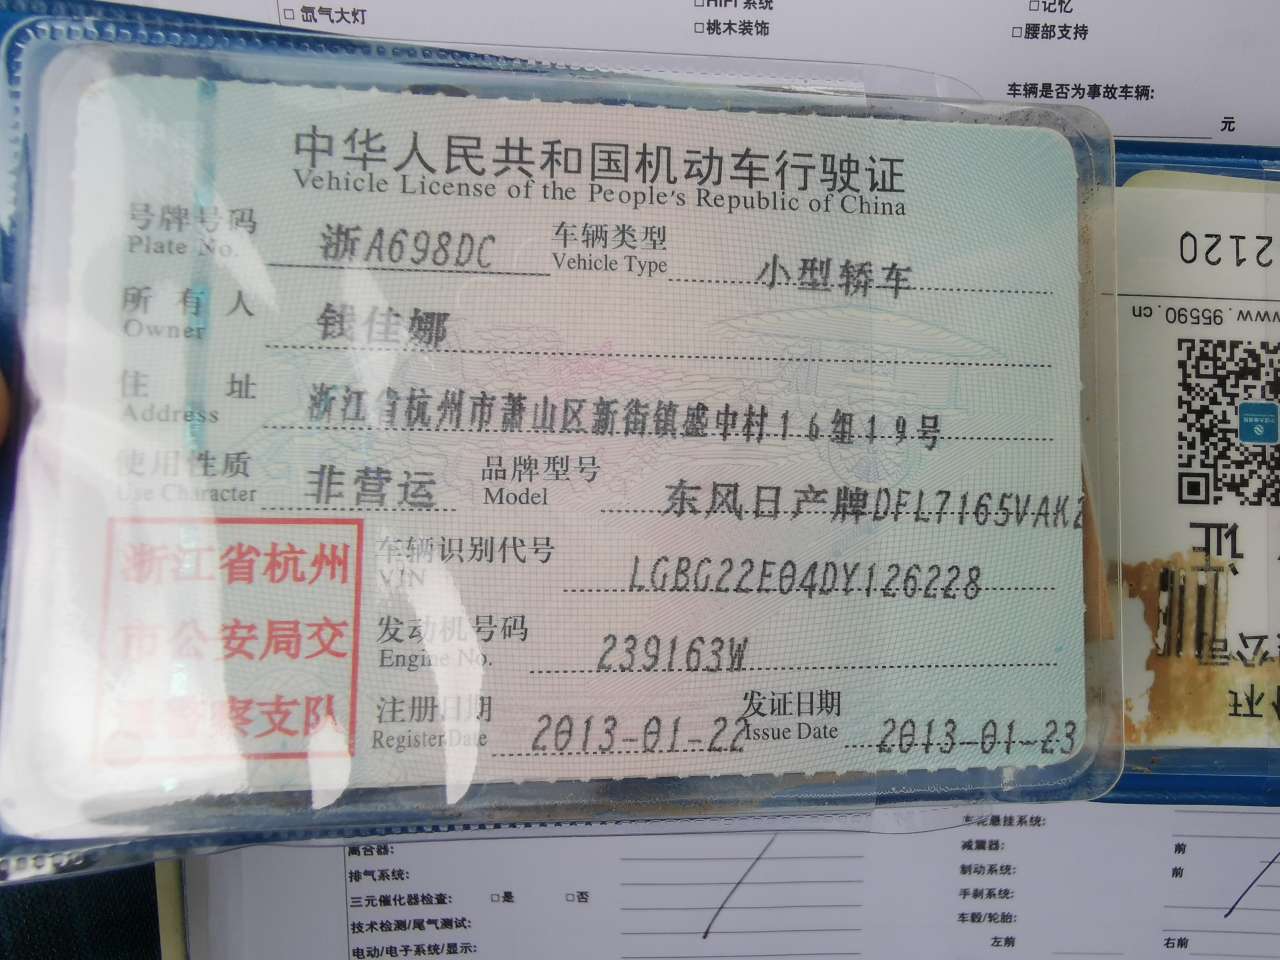 □ 氙气大灯
□HIFI 系统
□桃木装饰
□记忆
□腰部支持
车辆是否为事故车辆:
元
中华人民共和国机动车行驶证
Vehicle License of the People's Republic of China
号牌号码 浙A698DC 车辆类型 小型轿车
Plate No. Vehicle Type
所有人 钱佳娜
Owner
住址 浙江省杭州市萧山区新街镇盛中村16组19号
Address
使用性质 非营运 品牌型号 东风日产牌DFL7165VAK2
Use Character Model
浙江省杭州
市公安局交
通警察支队
车辆识别代号 LGBG22E04DY126228
VIN
发动机号码 239163W
Engine No.
注册日期 2013-01-22 发证日期 2013-01-23
Register Date Issue Date
2120
www.95590.cn
证
公司
离合器:
排气系统:
三元催化器检查: □是 □否
技术检测/尾气测试:
电动/电子系统/显示:
减震器: 前
制动系统: 前
手刹系统:
车毂/轮胎:
左前 右前